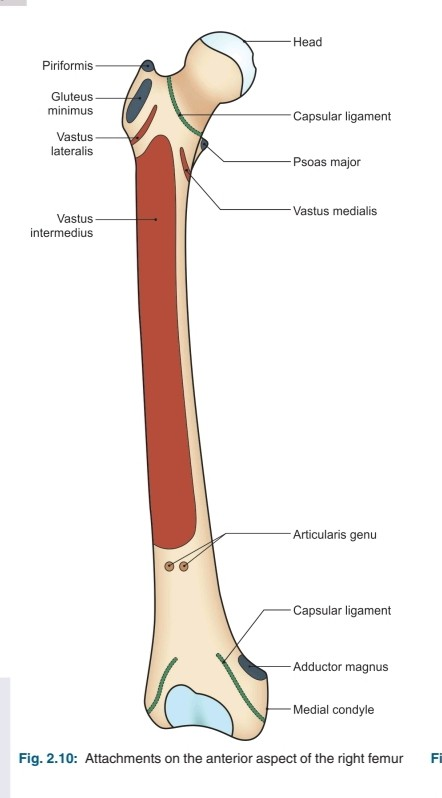 Head
Piriformis
Gluteus
minimus
Capsular ligament
Vastus
lateralis
Psoas major
Vastus medialis
Vastus
intermedius
Articularis genu
Capsular ligament
Adductor magnus
Medial condyle
Fig. 2.10: Attachments on the anterior aspect of the right femur
Fi